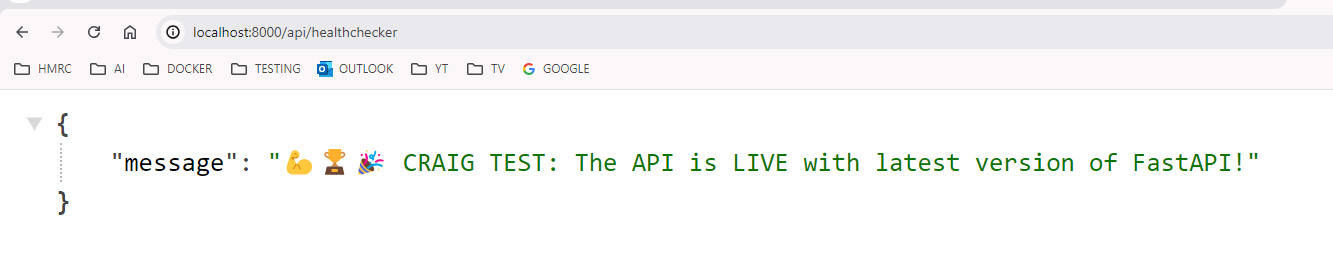 localhost:8000/api/healthchecker
HMRC AI DOCKER TESTING OUTLOOK YT TV GOOGLE
{
"message": "💪🏆🎉 CRAIG TEST: The API is LIVE with latest version of FastAPI!"
}